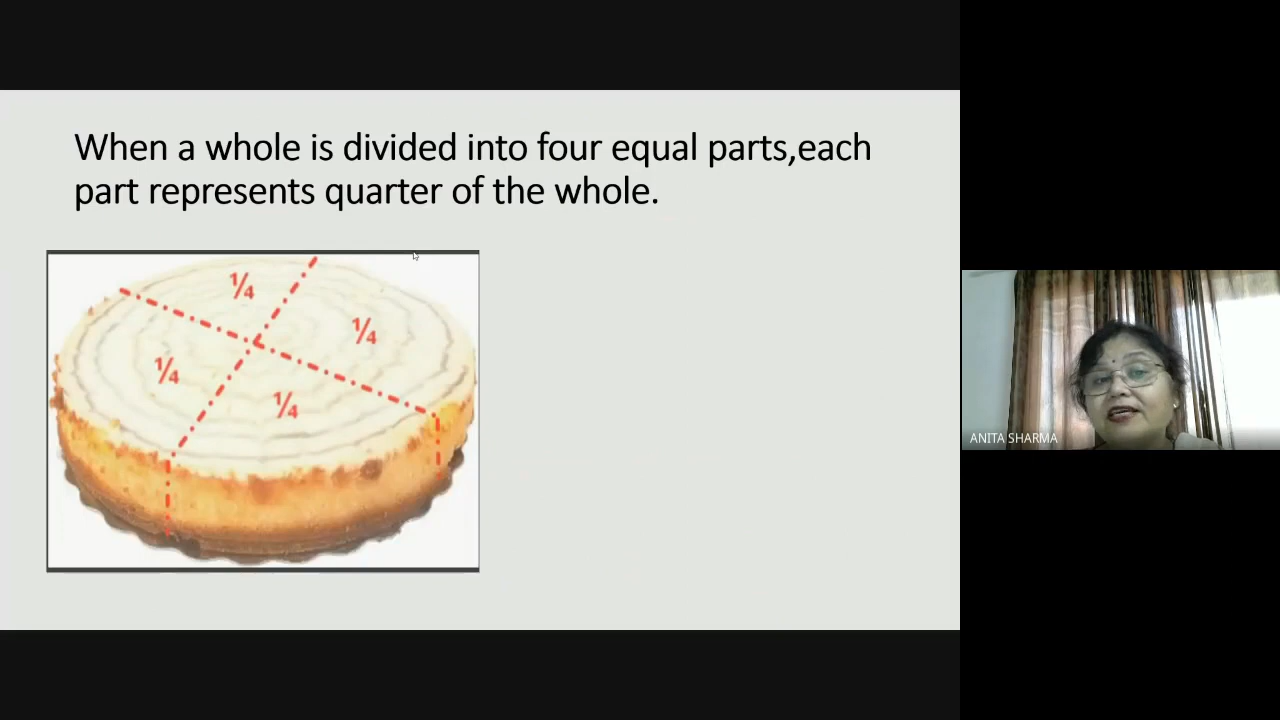 When a whole is divided into four equal parts,each
part represents quarter of the whole.
¼
¼
¼
¼
ANITA SHARMA